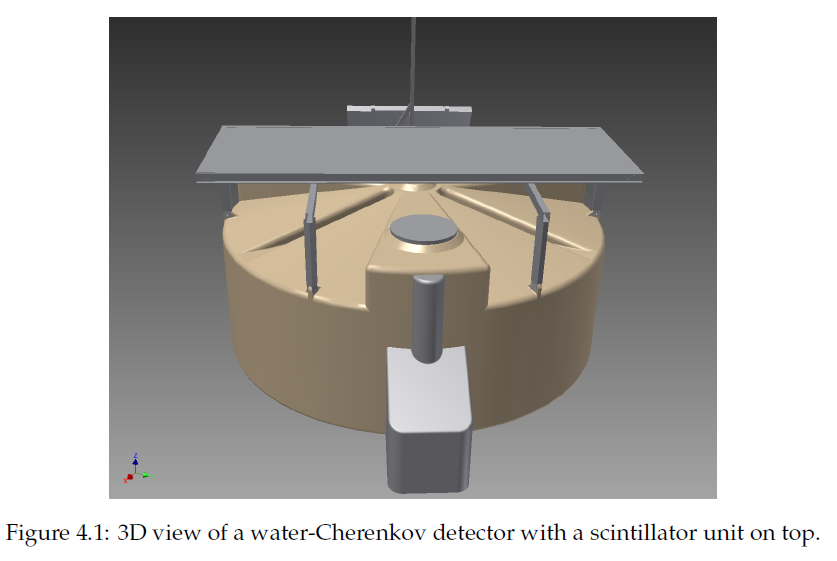 z
x
Figure 4.1: 3D view of a water-Cherenkov detector with a scintillator unit on top.